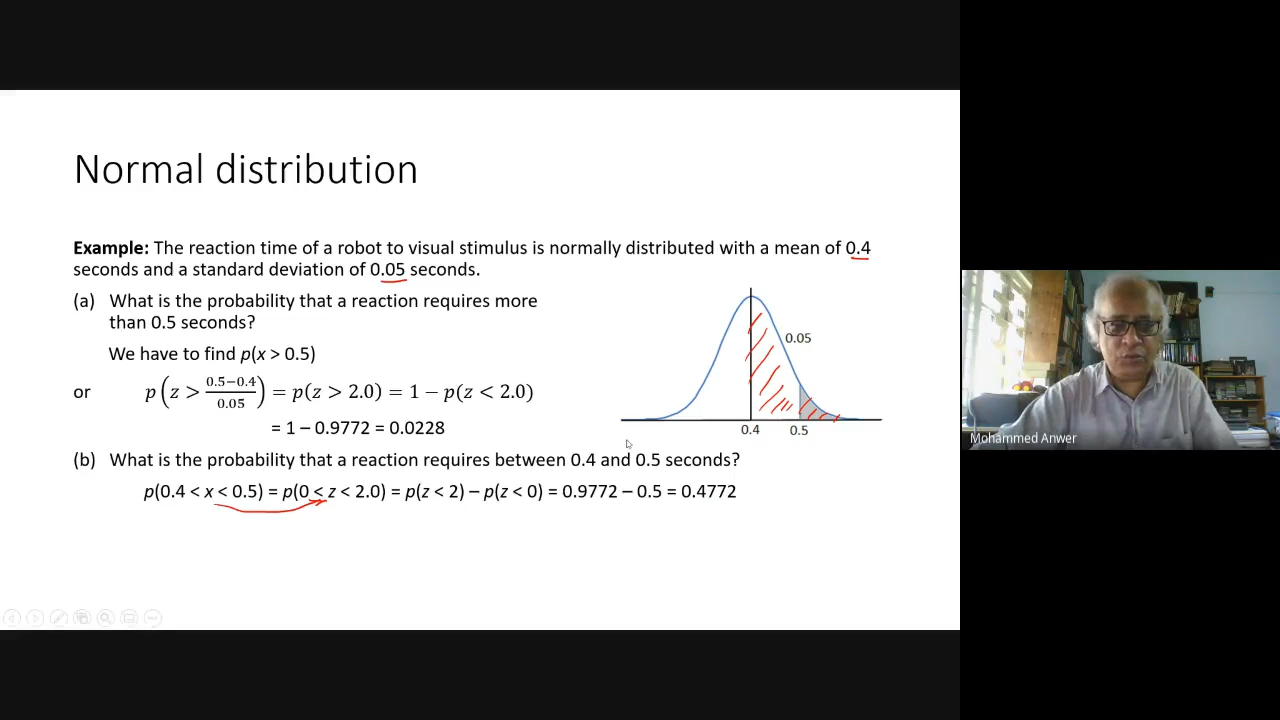 Normal distribution
Example: The reaction time of a robot to visual stimulus is normally distributed with a mean of 0.4
seconds and a standard deviation of 0.05 seconds.
(a) What is the probability that a reaction requires more
than 0.5 seconds?
We have to find p(x > 0.5)
or p(z > (0.5−0.4)/0.05) = p(z > 2.0) = 1 − p(z < 2.0)
= 1 – 0.9772 = 0.0228
0.05
0.4 0.5
(b) What is the probability that a reaction requires between 0.4 and 0.5 seconds?
p(0.4 < x < 0.5) = p(0 < z < 2.0) = p(z < 2) – p(z < 0) = 0.9772 – 0.5 = 0.4772
Mohammed Anwer